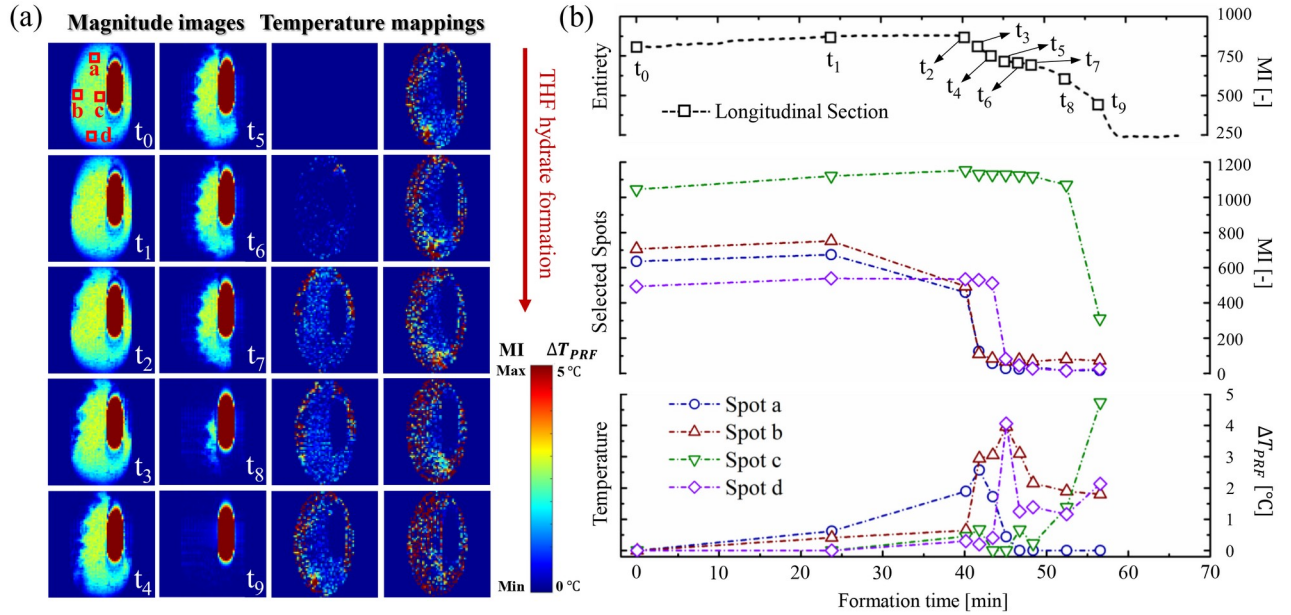 (a)
Magnitude images Temperature mappings
a
b
c
d
t0
t5
t1
t6
t2
t7
t3
t8
t4
t9
THF hydrate formation
MI ΔT_PRF
Max 5 ℃
Min 0 ℃
(b)
Entirety
1000
750
500
250
MI [-]
t0
t1
t2
t3
t4
t5
t6
t7
t8
t9
Longitudinal Section
Selected Spots
1200
1000
800
600
400
200
0
MI [-]
Temperature
Spot a
Spot b
Spot c
Spot d
5
4
3
2
1
0
ΔT_PRF
[°C]
0 10 20 30 40 50 60 70
Formation time [min]